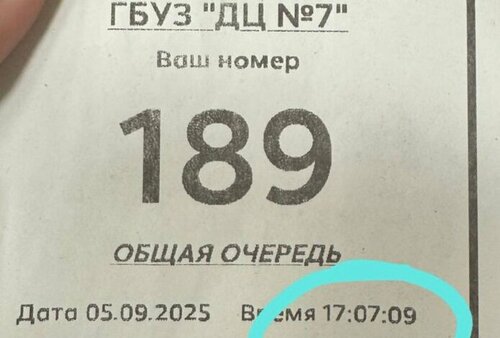 ГБУЗ "ДЦ №7"
Ваш номер
189
ОБЩАЯ ОЧЕРЕДЬ
Дата 05.09.2025 Время 17:07:09